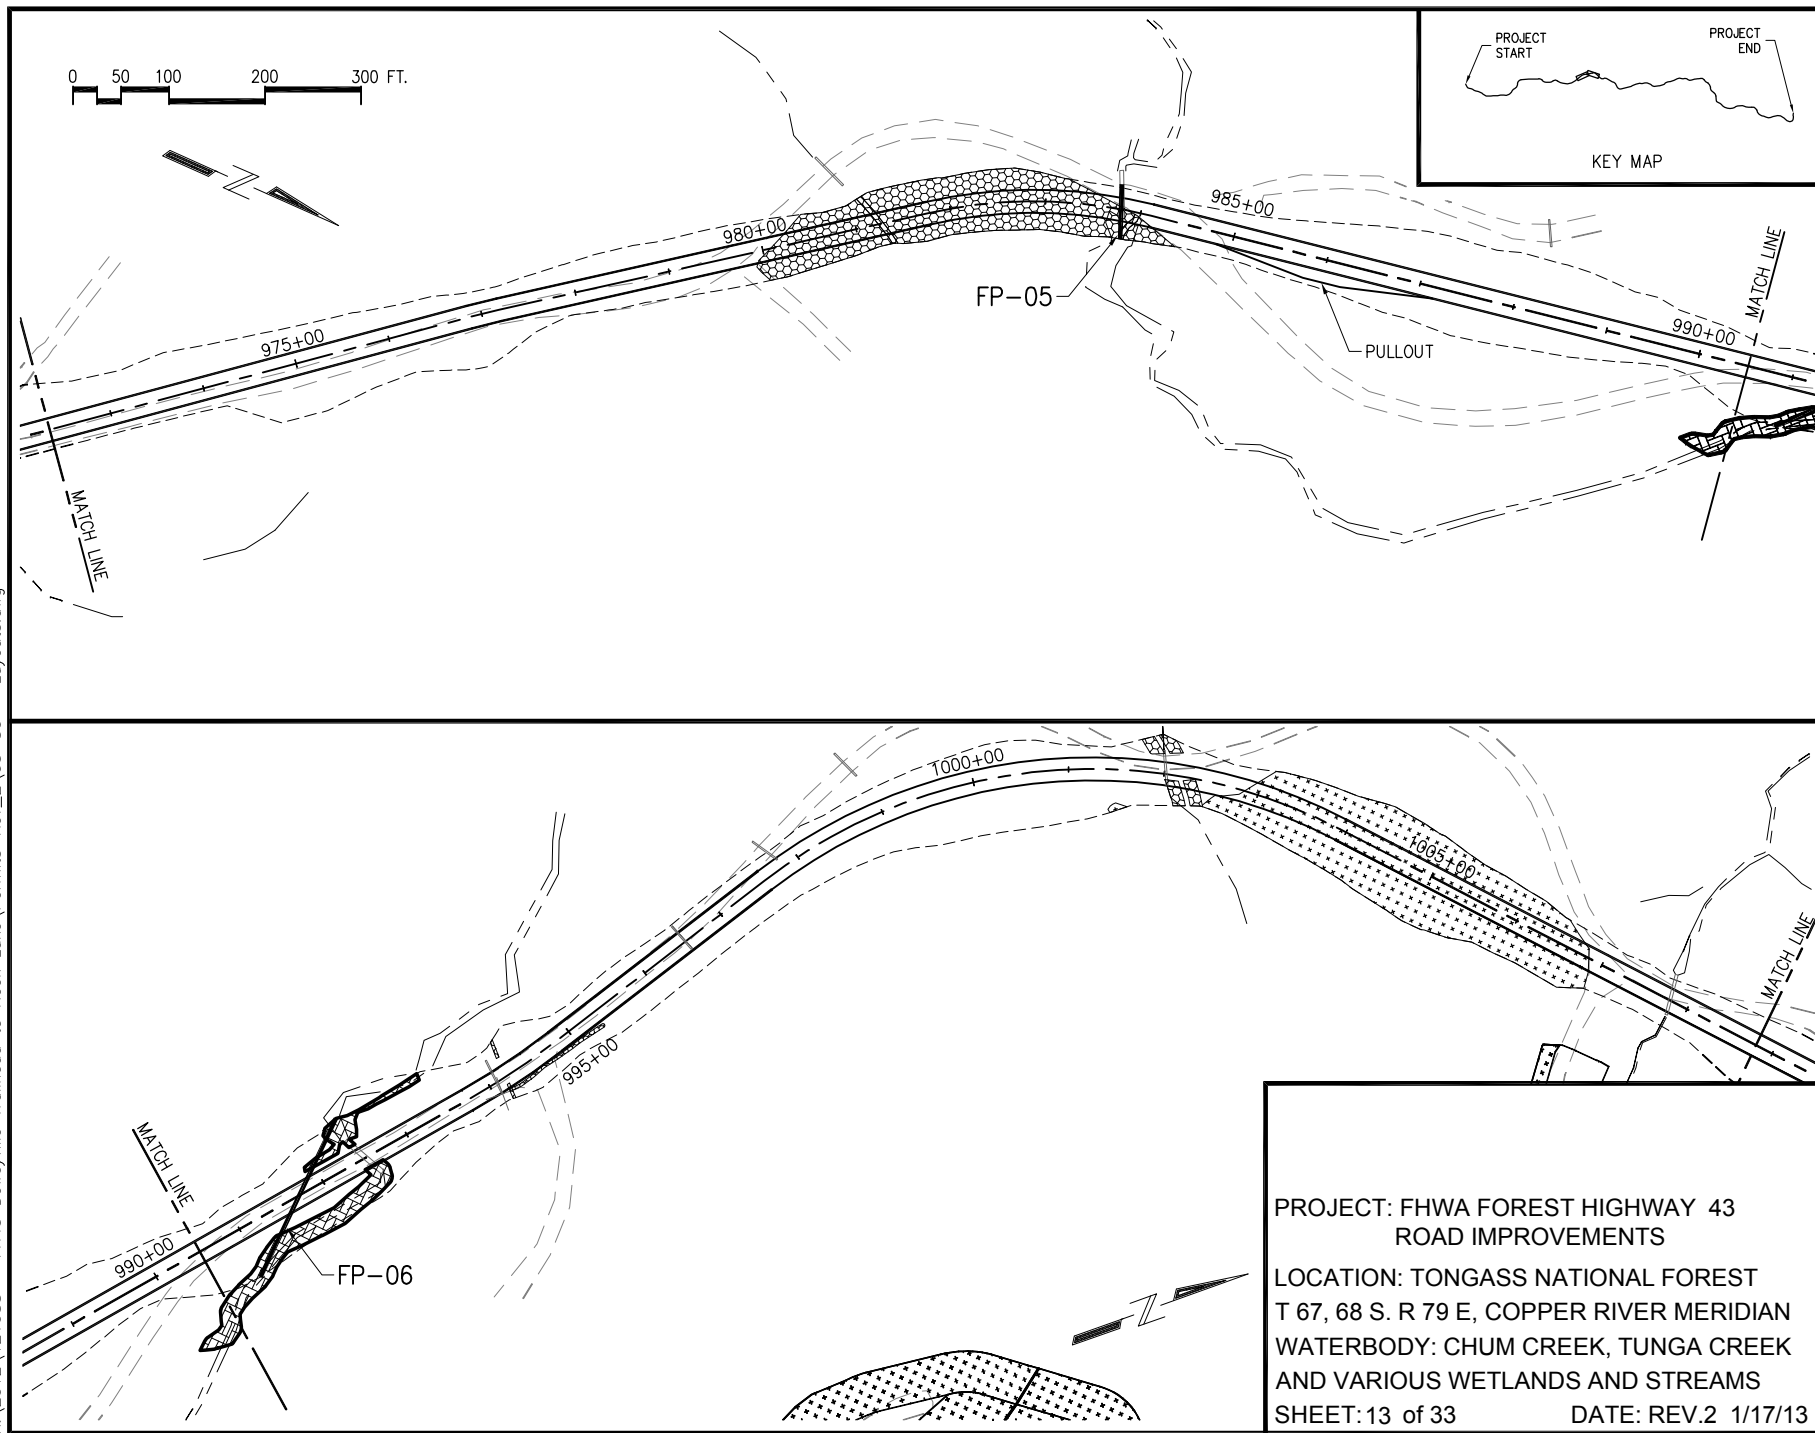 0 50 100 200 300 FT.
PROJECT START
PROJECT END
KEY MAP
975+00
980+00
985+00
990+00
MATCH LINE
MATCH LINE
FP-05
PULLOUT
990+00
995+00
1000+00
1005+00
MATCH LINE
MATCH LINE
FP-06
PROJECT: FHWA FOREST HIGHWAY 43
ROAD IMPROVEMENTS
LOCATION: TONGASS NATIONAL FOREST
T 67, 68 S. R 79 E, COPPER RIVER MERIDIAN
WATERBODY: CHUM CREEK, TUNGA CREEK
AND VARIOUS WETLANDS AND STREAMS
SHEET: 13 of 33 DATE: REV.2 1/17/13